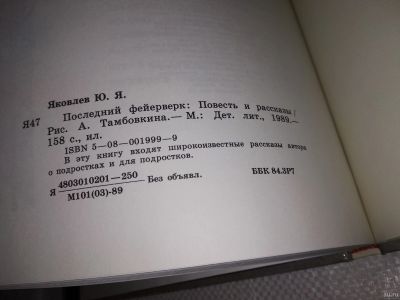 Яковлев Ю. Я.
Я47 Последний фейерверк: Повесть и рассказы/
Рис. А. Тамбовкина.— М.: Дет. лит., 1989.—
158 с., ил.
ISBN 5—08—001999—9
В эту книгу входят широкоизвестные рассказы автора
о подростках и для подростков.
Я 4803010201—250 Без объявл.
М101(03)-89
ББК 84.3Р7